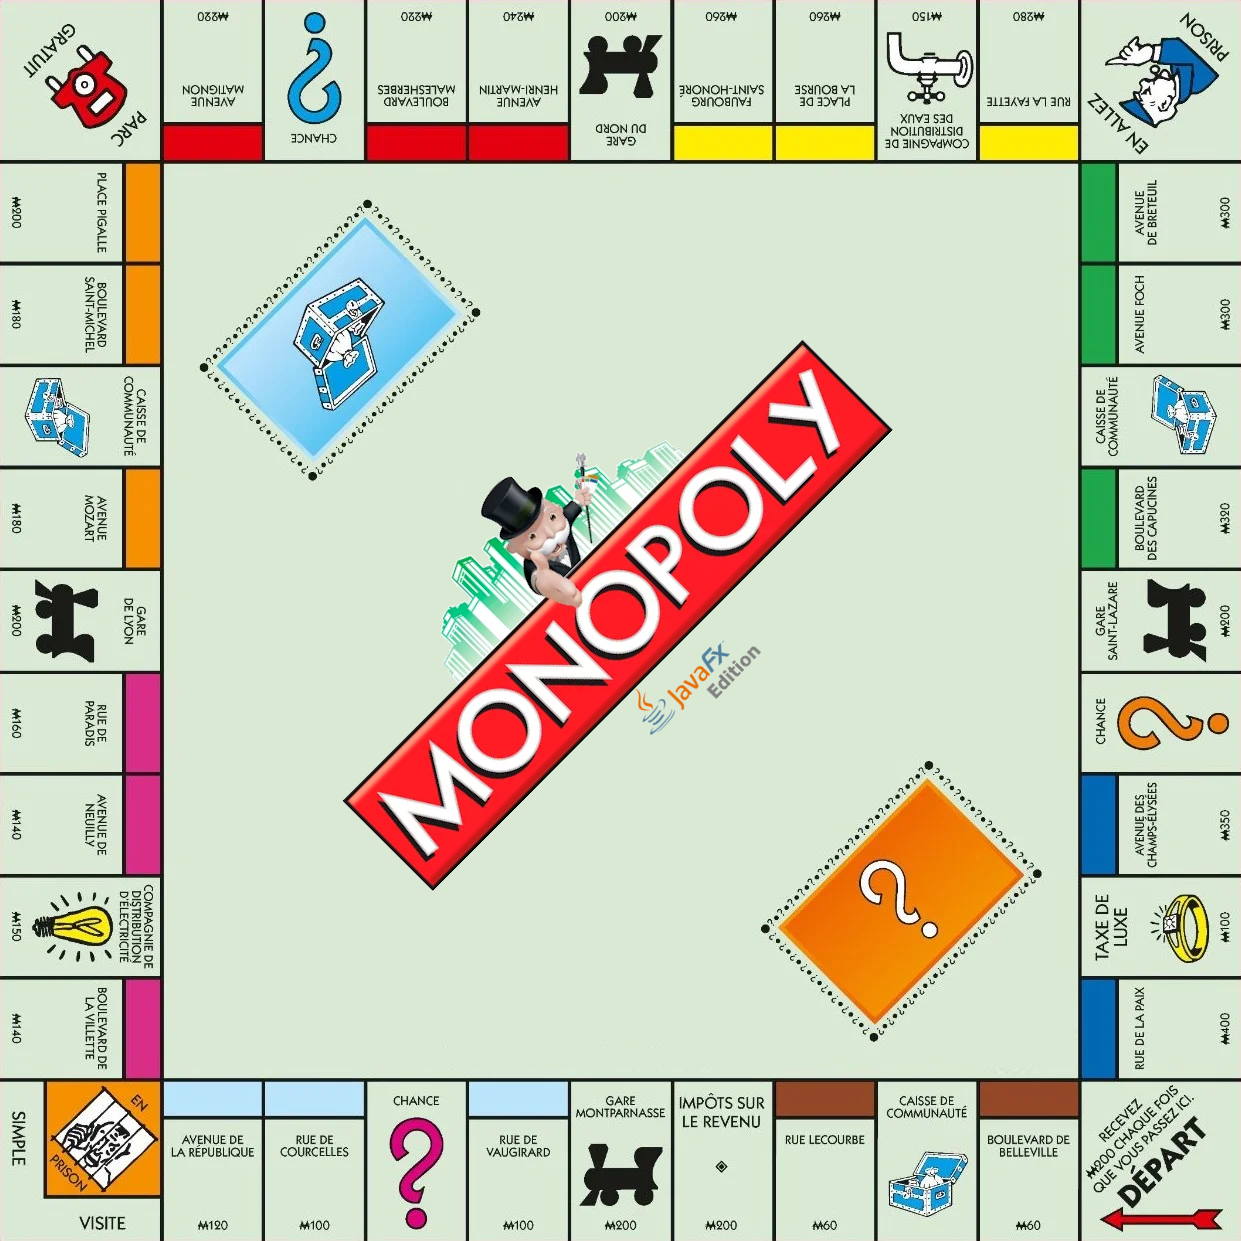 PARC
GRATUIT
₩220
AVENUE
MATIGNON
CHANCE
₩220
BOULEVARD
MALESHERBES
₩240
AVENUE
HENRI-MARTIN
₩200
GARE
DU NORD
₩260
FAUBOURG
SAINT-HONORÉ
₩260
PLACE DE
LA BOURSE
₩150
COMPAGNIE DE
DISTRIBUTION
DES EAUX
₩280
RUE LA FAYETTE
EN ALLEZ
PRISON
PLACE PIGALLE
₩200
BOULEVARD
SAINT-MICHEL
₩180
CAISSE DE
COMMUNAUTÉ
AVENUE
MOZART
₩180
GARE
DE LYON
₩200
RUE DE
PARADIS
₩160
AVENUE DE
NEUILLY
₩140
COMPAGNIE DE
DISTRIBUTION
D'ÉLECTRICITÉ
₩150
BOULEVARD DE
LA VILLETTE
₩140
MONOPOLY
JavaFX
Edition
?
AVENUE
DE BRETEUIL
₩300
AVENUE FOCH
₩300
CAISSE DE
COMMUNAUTÉ
BOULEVARD
DES CAPUCINES
₩320
GARE
SAINT-LAZARE
₩200
CHANCE
AVENUE DES
CHAMPS-ELYSÉES
₩350
TAXE DE
LUXE
₩100
RUE DE LA PAIX
₩400
SIMPLE
VISITE
EN
PRISON
AVENUE DE
LA RÉPUBLIQUE
₩120
RUE DE
COURCELLES
₩100
CHANCE
RUE DE
VAUGIRARD
₩100
GARE
MONTPARNASSE
₩200
IMPÔTS SUR
LE REVENU
₩200
RUE LECOURBE
₩60
CAISSE DE
COMMUNAUTÉ
BOULEVARD DE
BELLEVILLE
₩60
RECEVEZ
₩200 CHAQUE FOIS
QUE VOUS PASSEZ ICI.
DÉPART